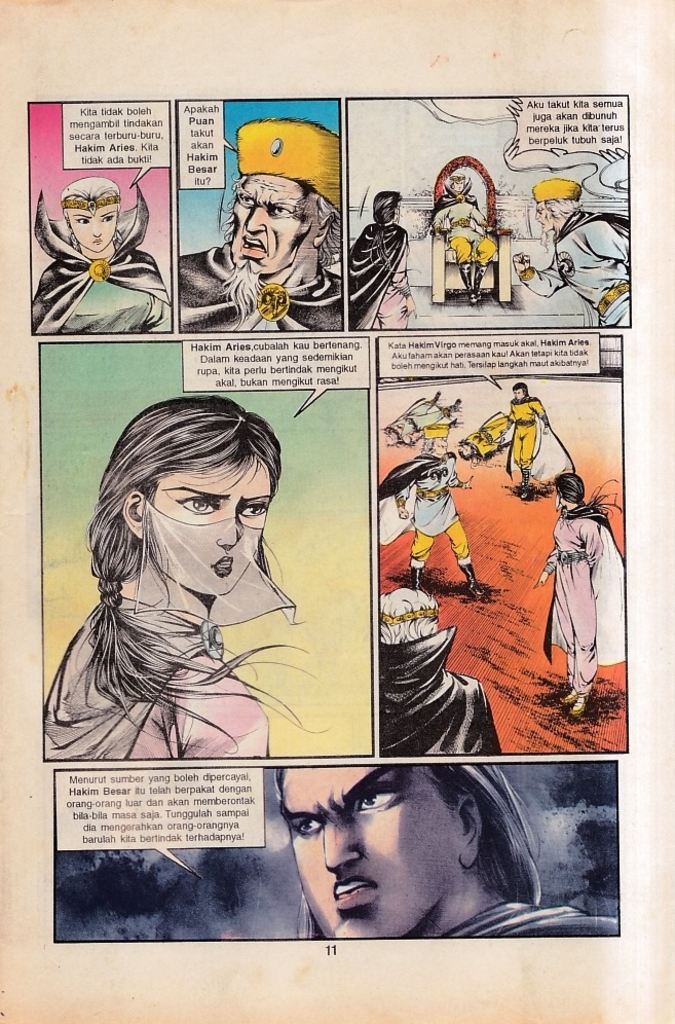 Kita tidak boleh
mengambil tindakan
secara terburu-buru,
Hakim Aries. Kita
tidak ada bukti!
Apakah
Puan
takut
akan
Hakim
Besar
itu?
Aku takut kita semua
juga akan dibunuh
mereka jika kita terus
berpeluk tubuh saja!
Hakim Aries,cubalah kau bertenang.
Dalam keadaan yang sedemikian
rupa, kita perlu bertindak mengikut
akal, bukan mengikut rasa!
Kata Hakim Virgo memang masuk akal, Hakim Aries.
Aku faham akan perasaan kau! Akan tetapi kita tidak
boleh mengikut hati. Tersilap langkah maut akibatnya!
Menurut sumber yang boleh dipercayai,
Hakim Besar itu telah berpakat dengan
orang-orang luar dan akan memberontak
bila-bila masa saja. Tunggulah sampai
dia mengerahkan orang-orangnya
barulah kita bertindak terhadapnya!
11